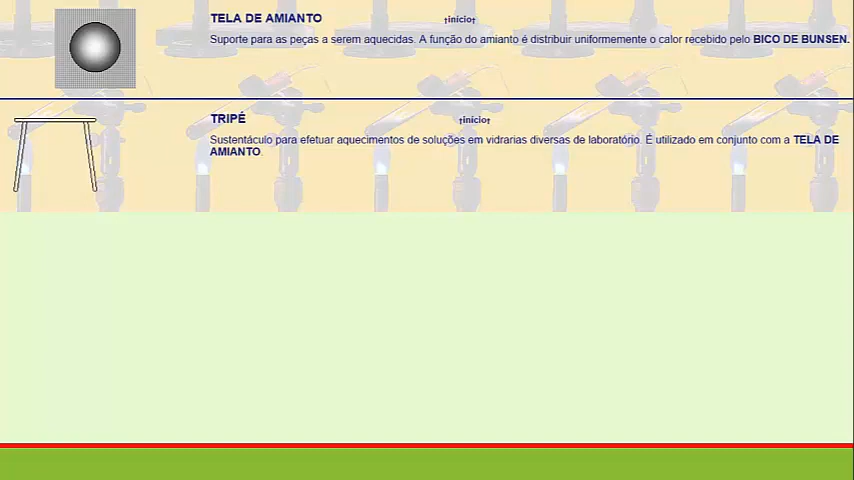 TELA DE AMIANTO †início†
Suporte para as peças a serem aquecidas. A função do amianto é distribuir uniformemente o calor recebido pelo BICO DE BUNSEN.
TRIPÉ †início†
Sustentáculo para efetuar aquecimentos de soluções em vidrarias diversas de laboratório. É utilizado em conjunto com a TELA DE
AMIANTO.